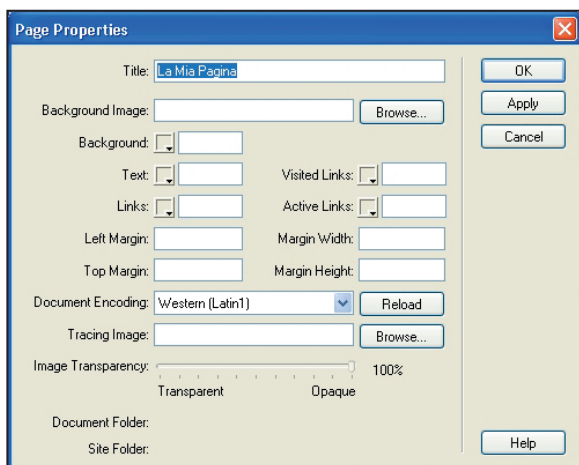 Page Properties
Title: La Mia Pagina
OK
Background Image: Browse...
Apply
Background:
Cancel
Text: Visited Links:
Links: Active Links:
Left Margin: Margin Width:
Top Margin: Margin Height:
Document Encoding: Western (Latin1) Reload
Tracing Image: Browse...
Image Transparency: 100%
Transparent Opaque
Document Folder:
Site Folder:
Help